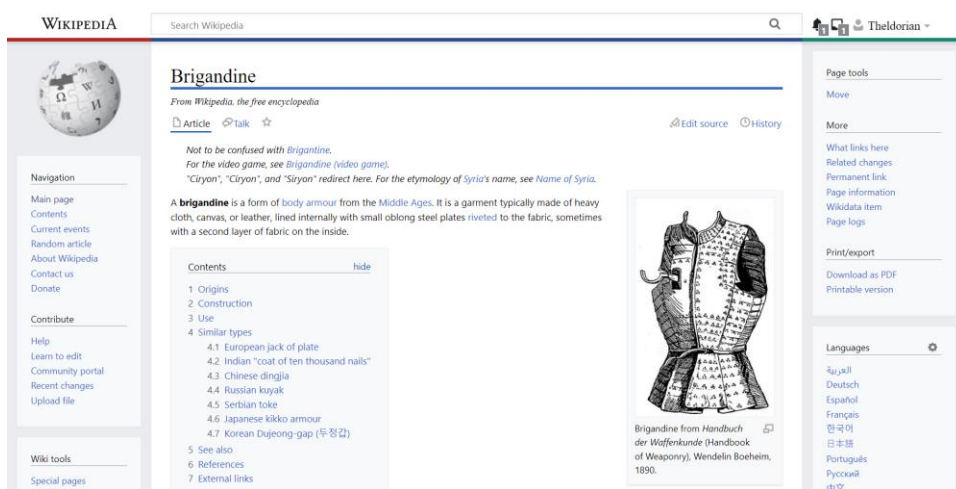 WIKIPEDIA
Search Wikipedia
1 1 Theldorian
Navigation
Main page
Contents
Current events
Random article
About Wikipedia
Contact us
Donate
Contribute
Help
Learn to edit
Community portal
Recent changes
Upload file
Wiki tools
Special pages
Brigandine
From Wikipedia, the free encyclopedia
Article Talk
Edit source History
Not to be confused with Brigantine.
For the video game, see Brigandine (video game).
"Ciryon", "Ciryon", and "Siryon" redirect here. For the etymology of Syria's name, see Name of Syria.
A brigandine is a form of body armour from the Middle Ages. It is a garment typically made of heavy
cloth, canvas, or leather, lined internally with small oblong steel plates riveted to the fabric, sometimes
with a second layer of fabric on the inside.
Contents hide
1 Origins
2 Construction
3 Use
4 Similar types
4.1 European jack of plate
4.2 Indian "coat of ten thousand nails"
4.3 Chinese dingjia
4.4 Russian kuyak
4.5 Serbian toke
4.6 Japanese kikko armour
4.7 Korean Dujeong-gap (두정갑)
5 See also
6 References
7 External links
Brigandine from Handbuch
der Waffenkunde (Handbook
of Weaponry), Wendelin Boeheim,
1890.
Page tools
Move
More
What links here
Related changes
Permanent link
Page information
Wikidata item
Page logs
Print/export
Download as PDF
Printable version
Languages
العربية
Deutsch
Español
Français
한국어
日本語
Português
Русский
中文